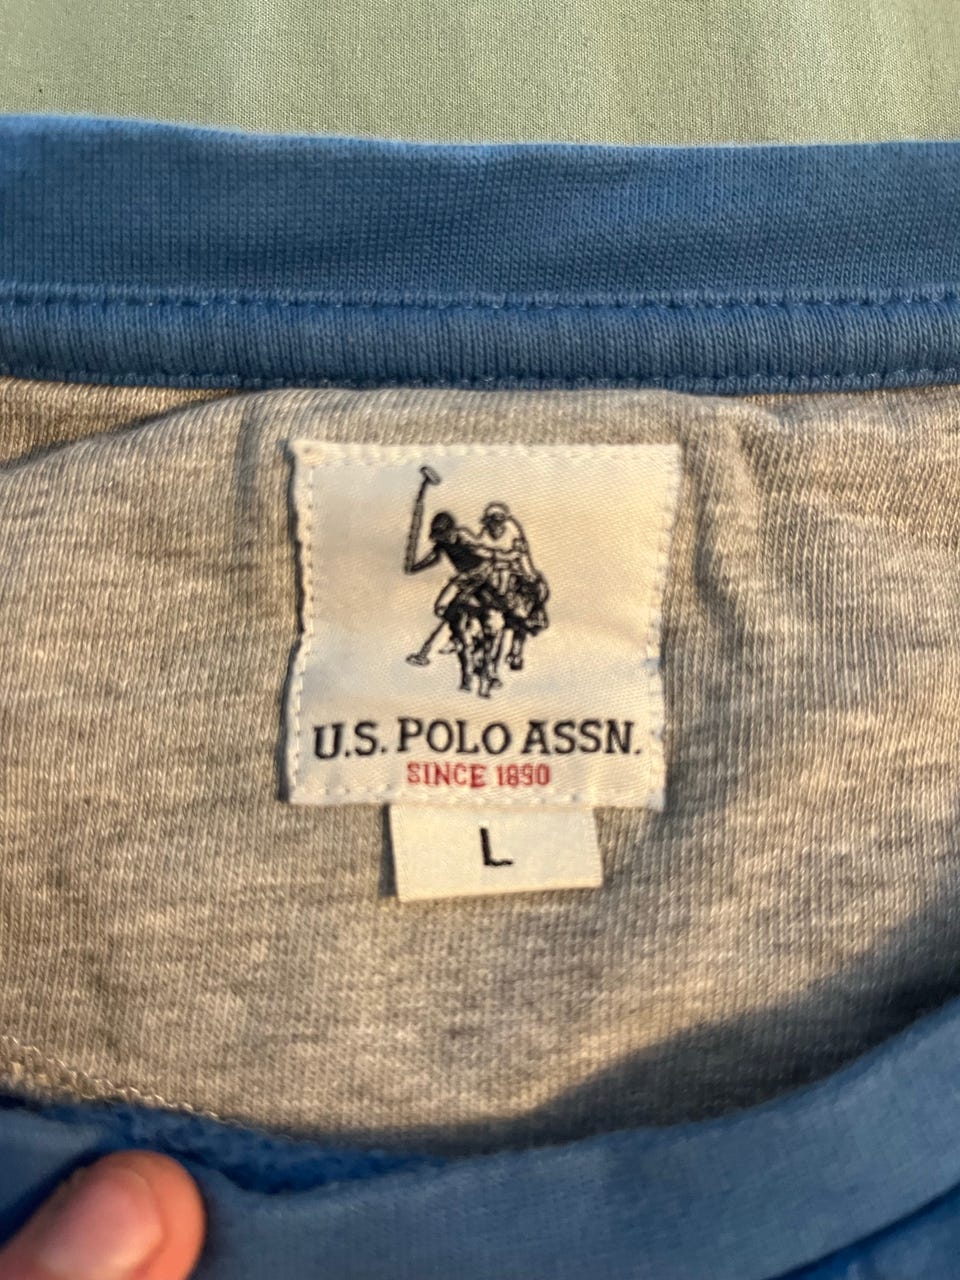 U.S. POLO ASSN.
SINCE 1890
L